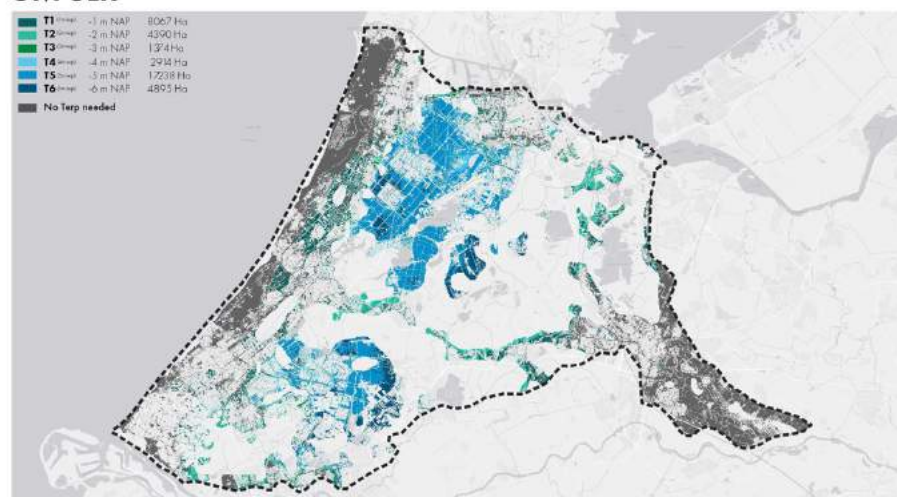 T1 -1 m NAP 8067 Ha
T2 -2 m NAP 4390 Ha
T3 -3 m NAP 1374 Ha
T4 -4 m NAP 2914 Ha
T5 -5 m NAP 17238 Ha
T6 -6 m NAP 4895 Ha
No Terp needed